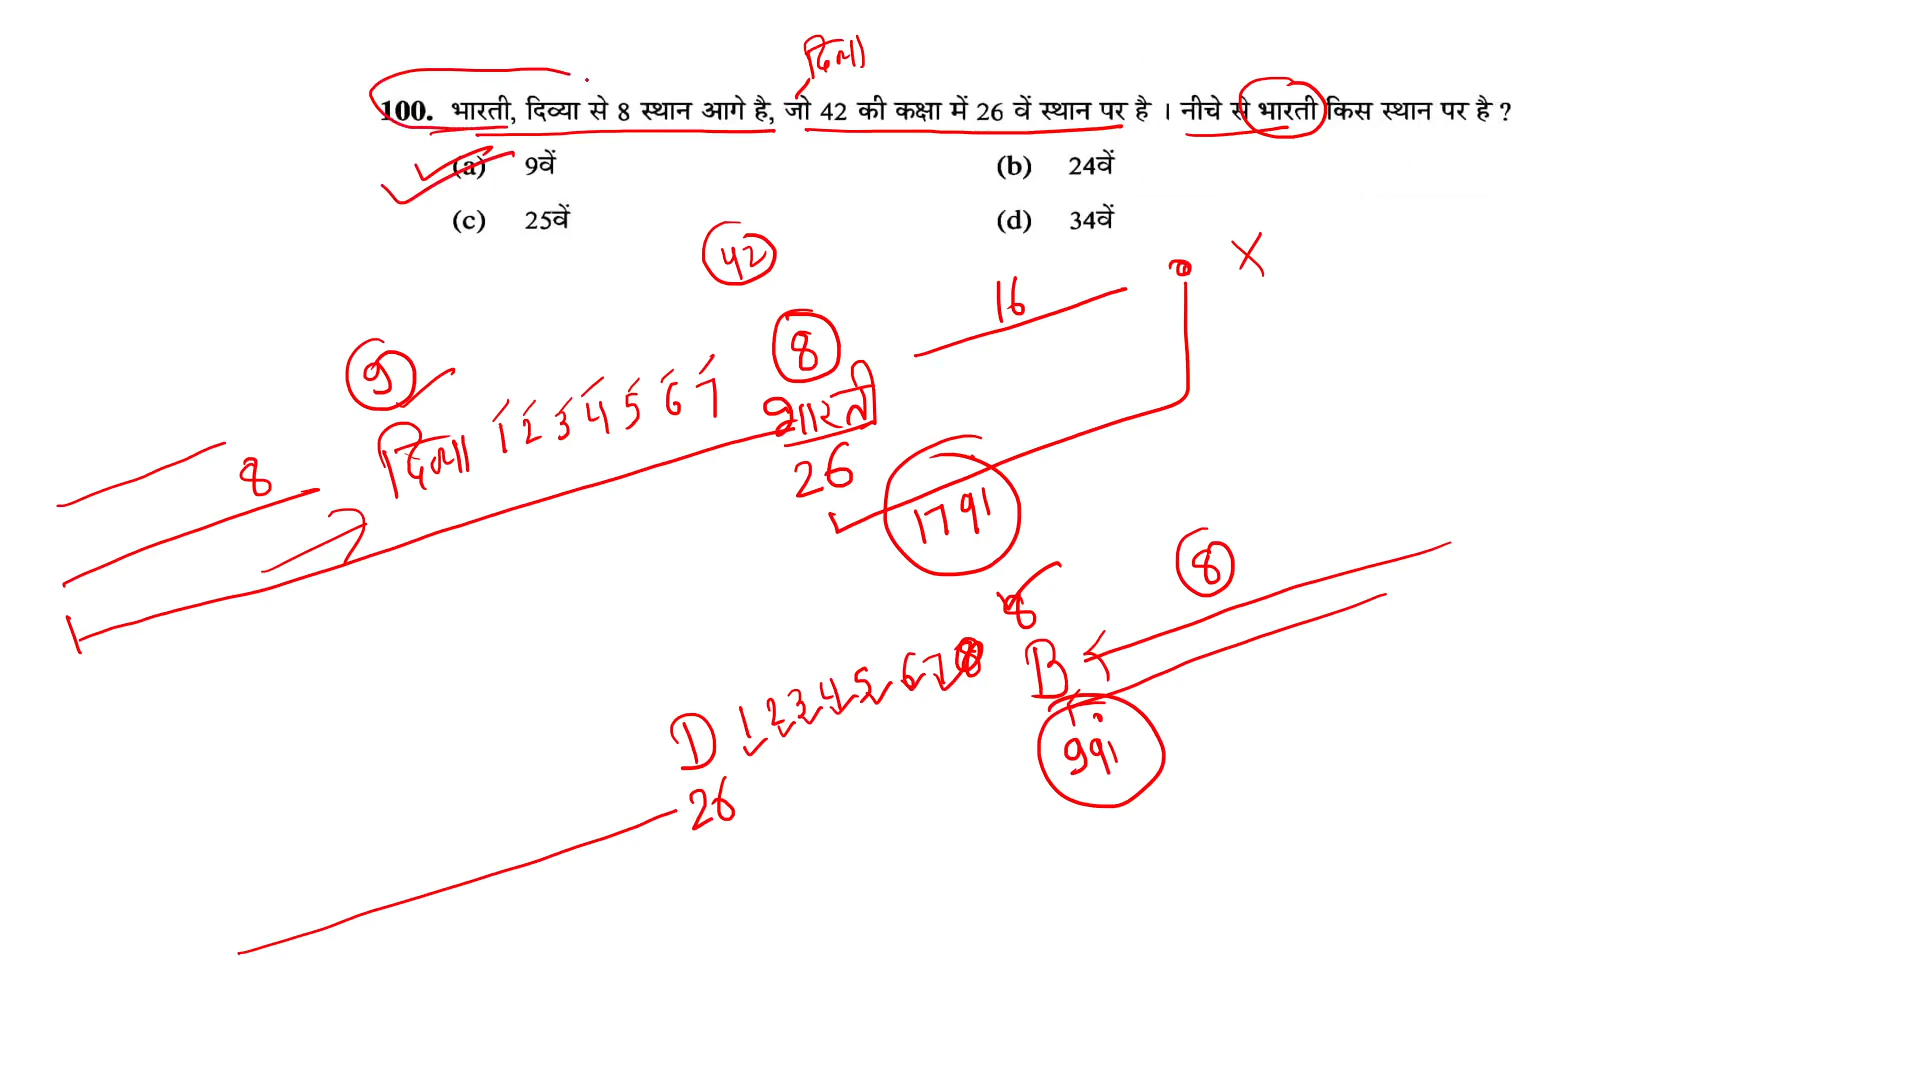 दिव्या
100. भारती, दिव्या से 8 स्थान आगे है, जो 42 की कक्षा में 26 वें स्थान पर है । नीचे से भारती किस स्थान पर है ?
(a) 9वें (b) 24वें
(c) 25वें (d) 34वें
42
X
16
8
9
दिव्या 1 2 3 4 5 6 7 भारती
8
26
17वां
8
8
D 1 2 3 4 5 6 7 8 B
9वां
26